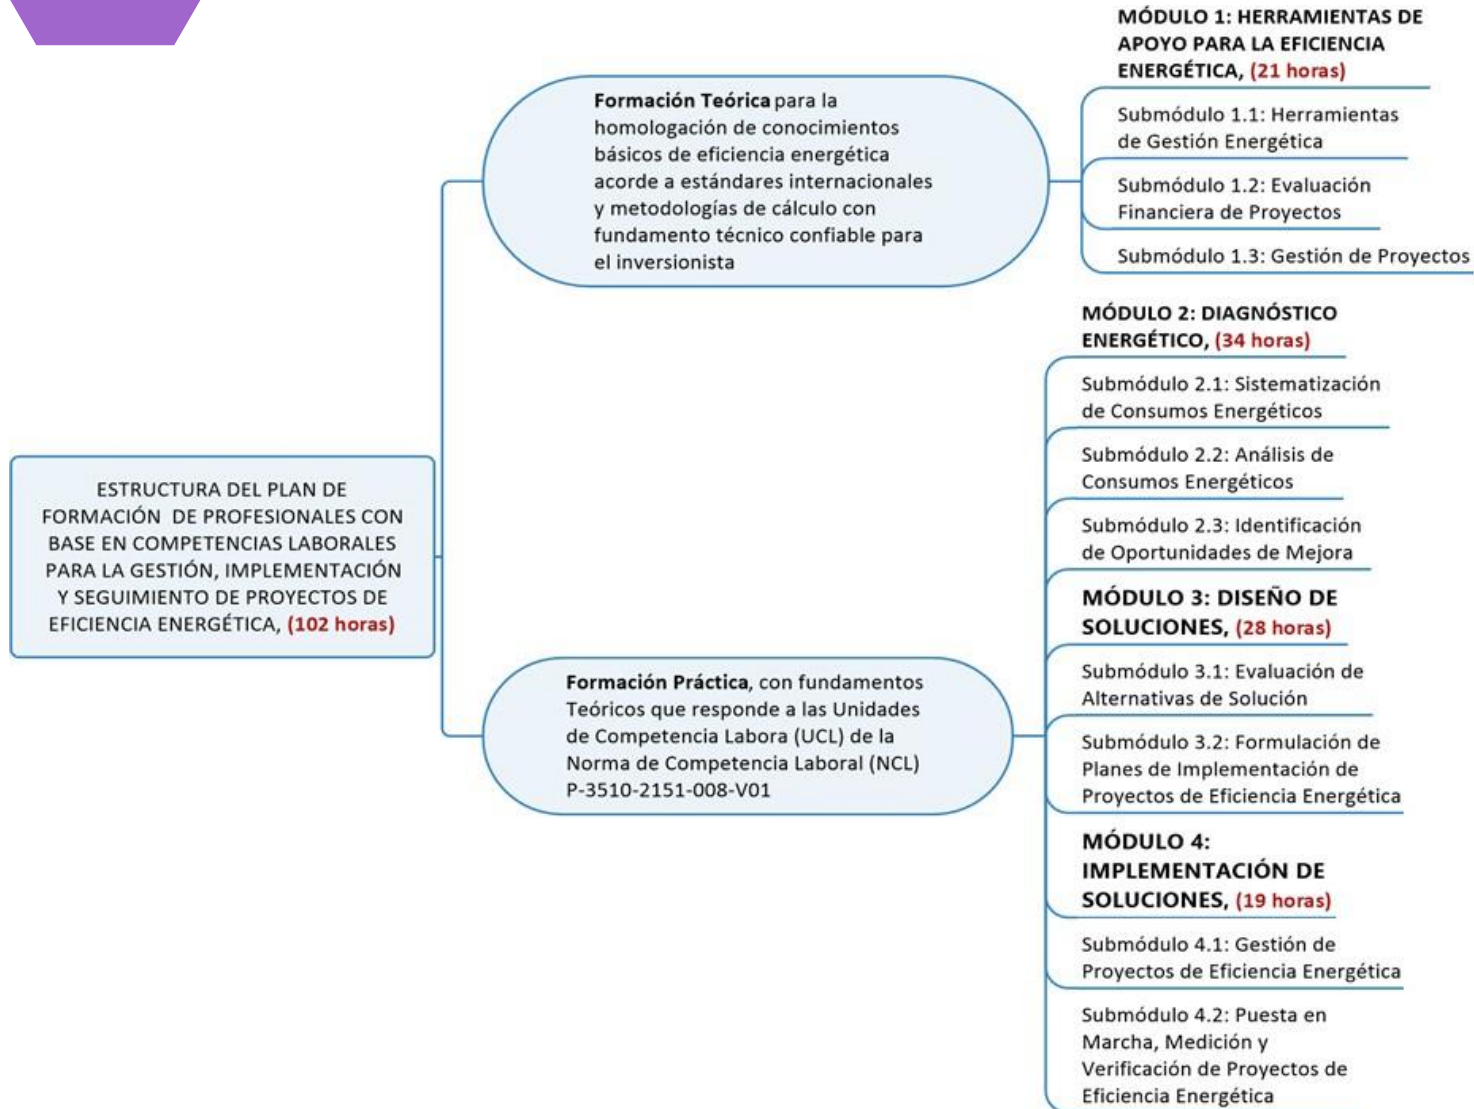 ESTRUCTURA DEL PLAN DE
FORMACIÓN DE PROFESIONALES CON
BASE EN COMPETENCIAS LABORALES
PARA LA GESTIÓN, IMPLEMENTACIÓN
Y SEGUIMIENTO DE PROYECTOS DE
EFICIENCIA ENERGÉTICA, (102 horas)
Formación Teórica para la
homologación de conocimientos
básicos de eficiencia energética
acorde a estándares internacionales
y metodologías de cálculo con
fundamento técnico confiable para
el inversionista
MÓDULO 1: HERRAMIENTAS DE
APOYO PARA LA EFICIENCIA
ENERGÉTICA, (21 horas)
Submódulo 1.1: Herramientas
de Gestión Energética
Submódulo 1.2: Evaluación
Financiera de Proyectos
Submódulo 1.3: Gestión de Proyectos
Formación Práctica, con fundamentos
Teóricos que responde a las Unidades
de Competencia Labora (UCL) de la
Norma de Competencia Laboral (NCL)
P-3510-2151-008-V01
MÓDULO 2: DIAGNÓSTICO
ENERGÉTICO, (34 horas)
Submódulo 2.1: Sistematización
de Consumos Energéticos
Submódulo 2.2: Análisis de
Consumos Energéticos
Submódulo 2.3: Identificación
de Oportunidades de Mejora
MÓDULO 3: DISEÑO DE
SOLUCIONES, (28 horas)
Submódulo 3.1: Evaluación de
Alternativas de Solución
Submódulo 3.2: Formulación de
Planes de Implementación de
Proyectos de Eficiencia Energética
MÓDULO 4:
IMPLEMENTACIÓN DE
SOLUCIONES, (19 horas)
Submódulo 4.1: Gestión de
Proyectos de Eficiencia Energética
Submódulo 4.2: Puesta en
Marcha, Medición y
Verificación de Proyectos de
Eficiencia Energética